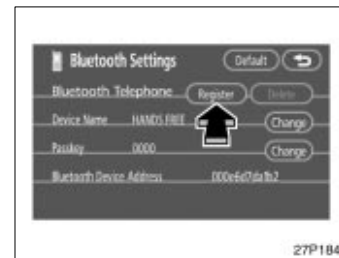 Bluetooth Settings Default
Bluetooth Telephone Register Delete
Device Name HANDS FREE Change
Passkey 0000 Change
Bluetooth Device Address 000e6d7da1b2
27P184